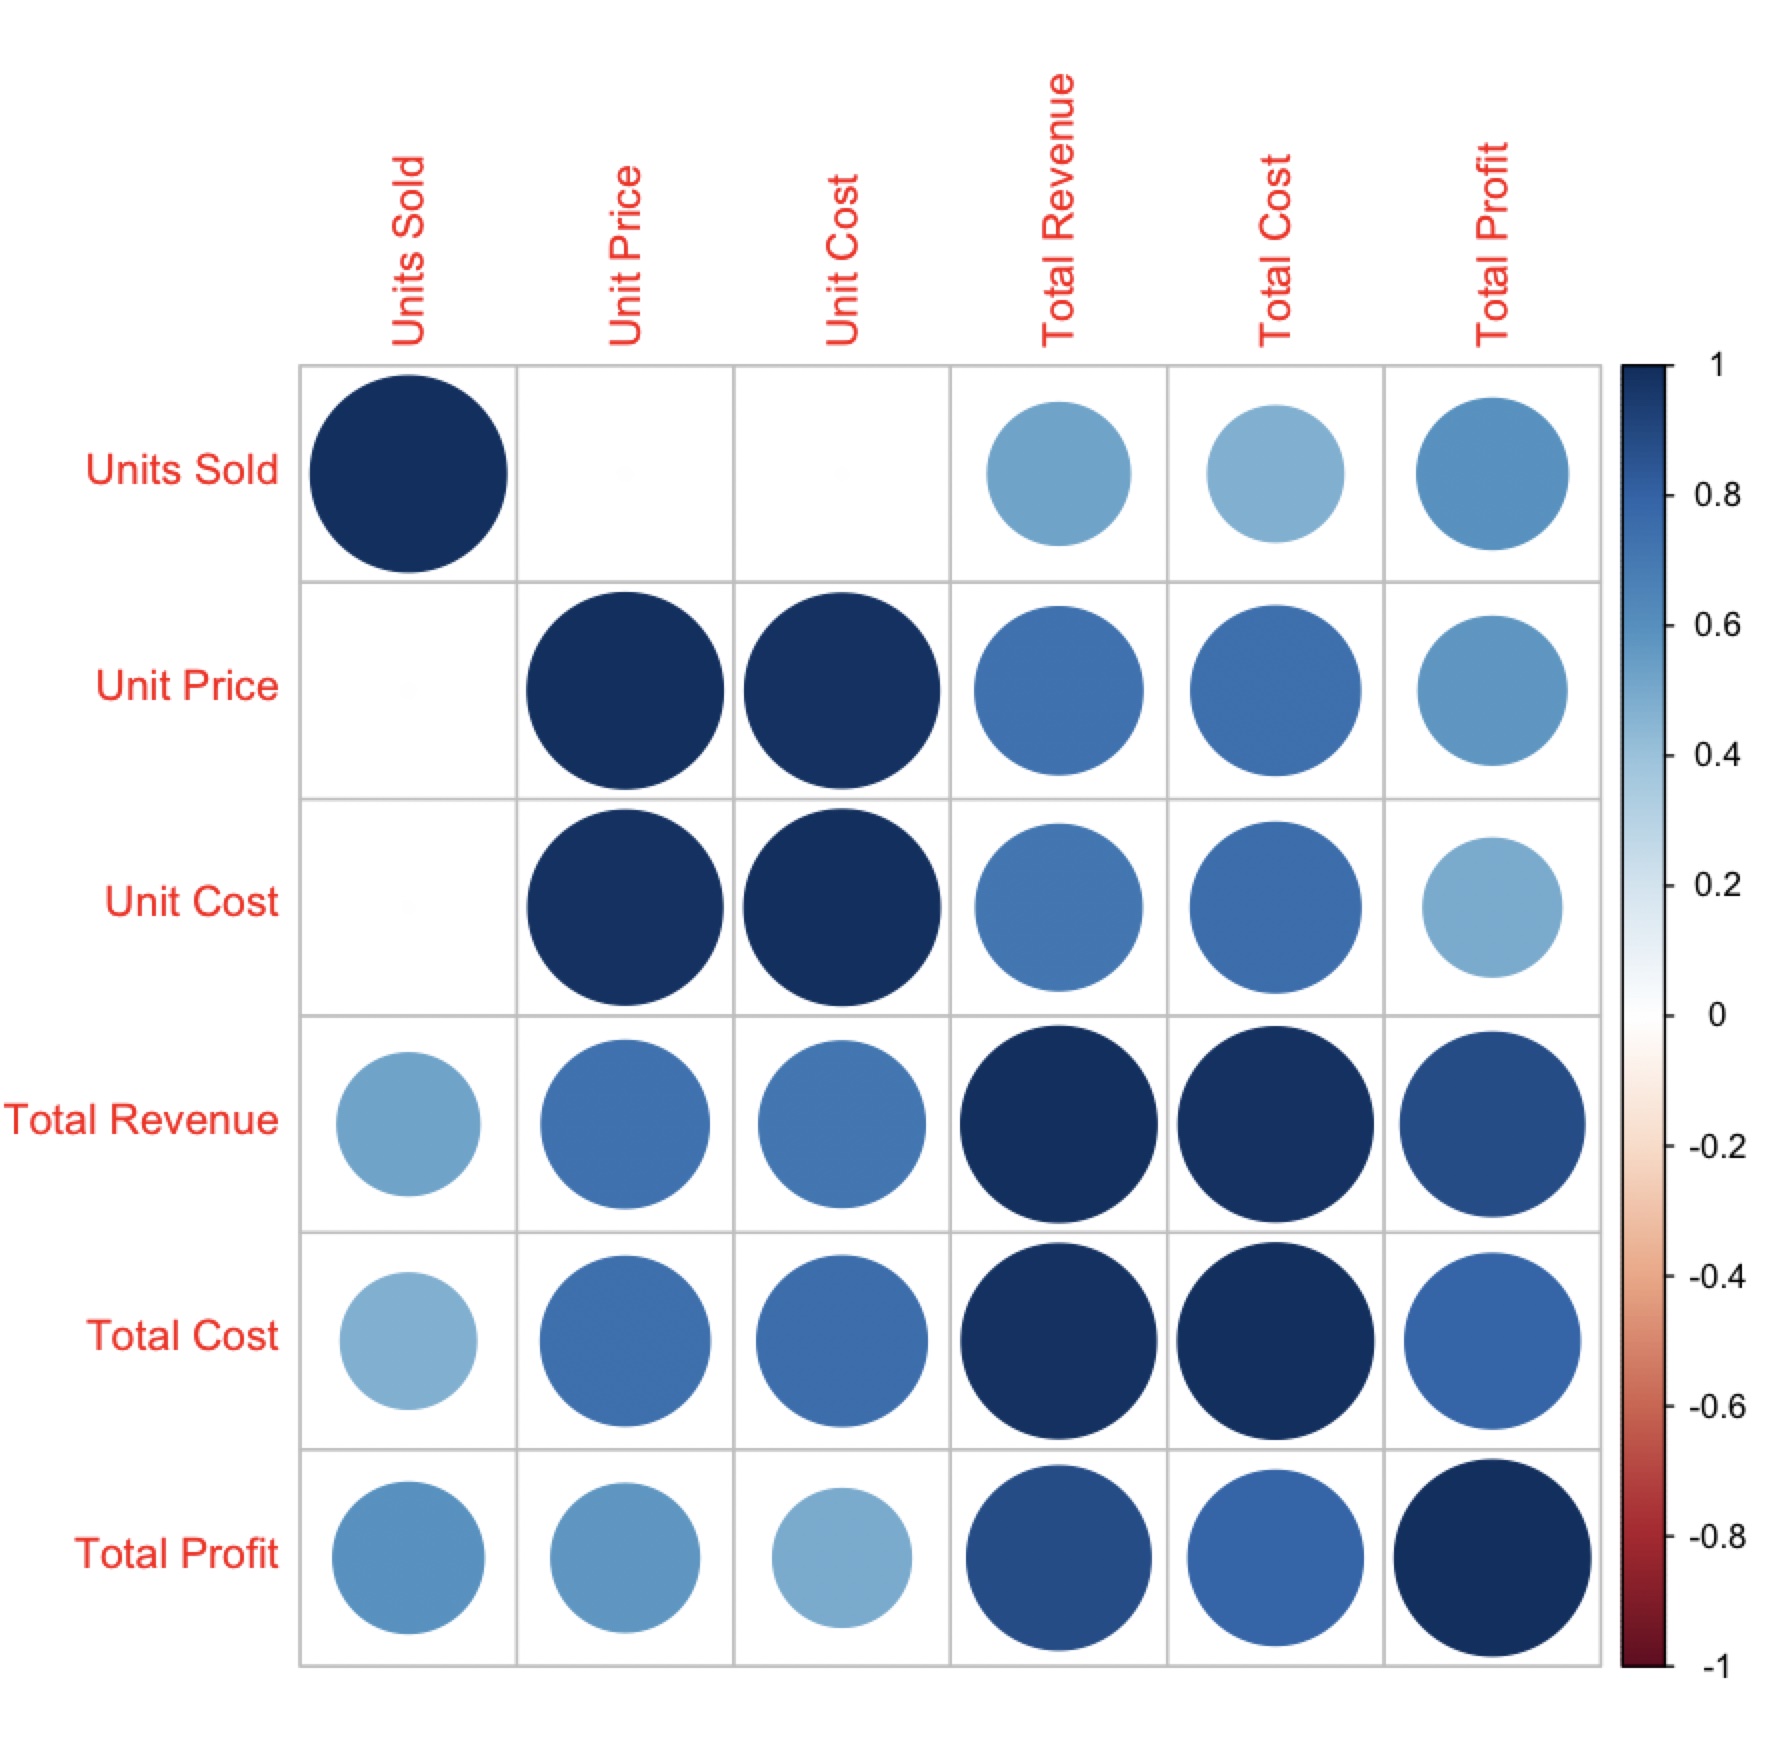 Units Sold
Unit Price
Unit Cost
Total Revenue
Total Cost
Total Profit
Units Sold
Unit Price
Unit Cost
Total Revenue
Total Cost
Total Profit
1
0.8
0.6
0.4
0.2
0
-0.2
-0.4
-0.6
-0.8
-1